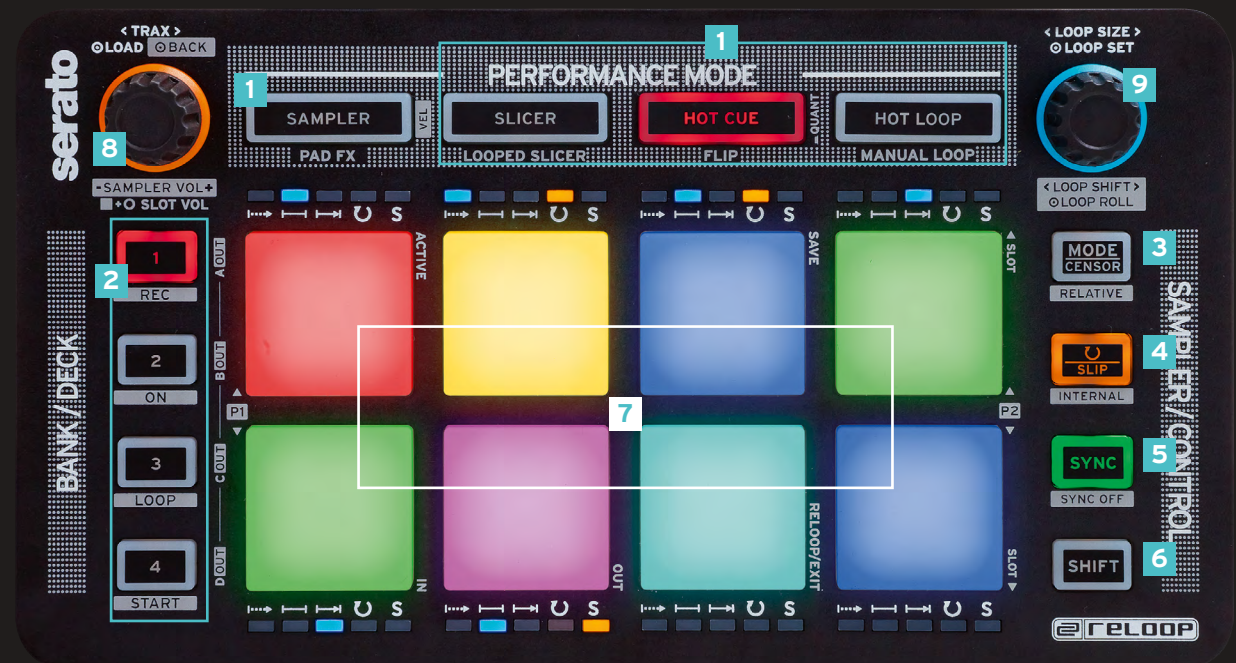 < TRAX >
LOAD BACK
serato
8
-SAMPLER VOL+
+O SLOT VOL
1
PERFORMANCE MODE
1
SAMPLER
VEL
SLICER
HOT CUE
QUANT
HOT LOOP
PAD FX
LOOPED SLICER
FLIP
MANUAL LOOP
< LOOP SIZE >
LOOP SET
9
< LOOP SHIFT >
LOOP ROLL
S
S
S
S
BANK / DECK
2
1
REC
2
ON
3
LOOP
4
START
A OUT
B OUT
C OUT
D OUT
P1
ACTIVE
SAVE
SLOT
7
P2
IN
OUT
RELOOP/EXIT
SLOT
S
S
S
S
MODE
CENSOR
RELATIVE
3
SLIP
INTERNAL
4
SYNC
SYNC OFF
5
SHIFT
6
SAMPLER / CONTROL
reloop